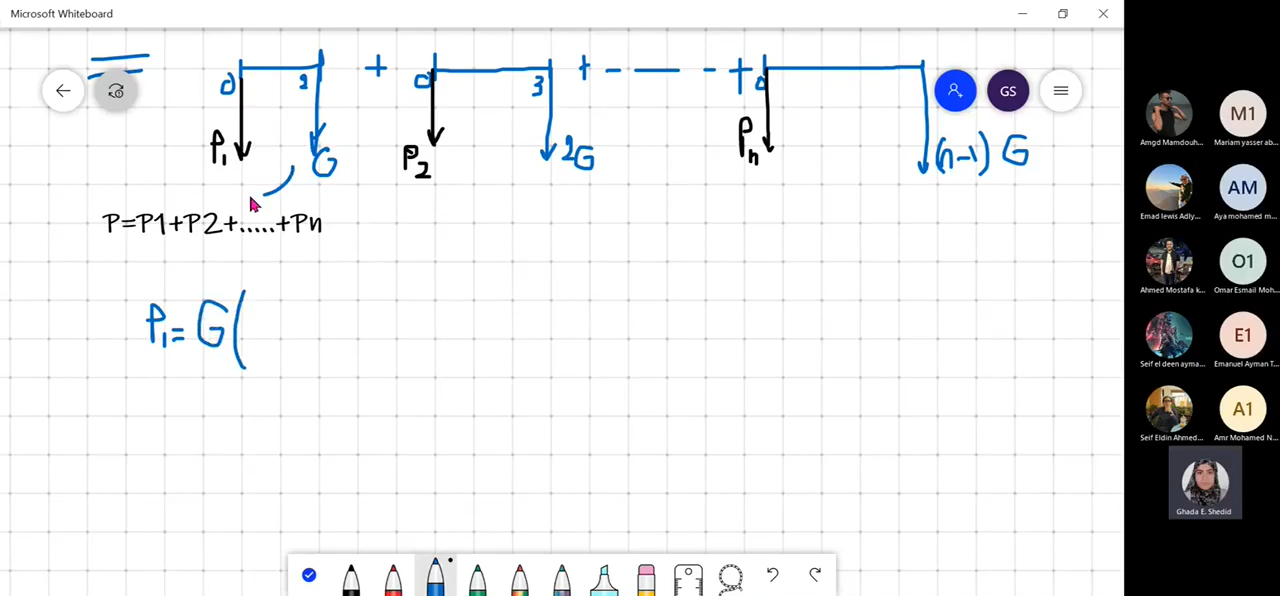 Microsoft Whiteboard
0 2 + 0 3 + - — - + 0
P1 G P2 2G Pn (n-1) G
GS
P=P1+P2+.....+Pn
P1= G(
M1
Amgd Mamdouh...
Mariam yasser ab...
AM
Emad lewis Adly...
Aya mohamed m...
O1
Ahmed Mostafa k...
Omar Esmail Moh...
E1
Seif el deen ayma...
Emanuel Ayman T...
A1
Seif Eldin Ahmed...
Amr Mohamed N...
Ghada E. Shedid